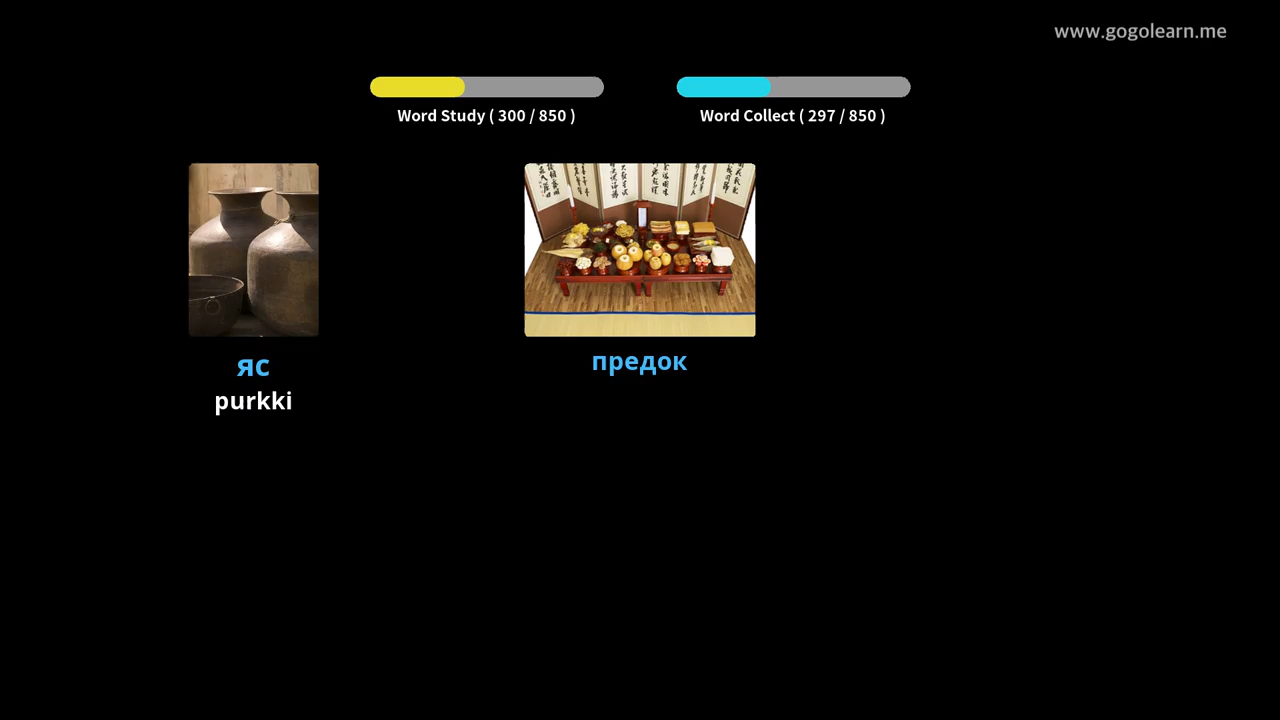 www.gogolearn.me
Word Study ( 300 / 850 )
Word Collect ( 297 / 850 )
яс
purkki
предок